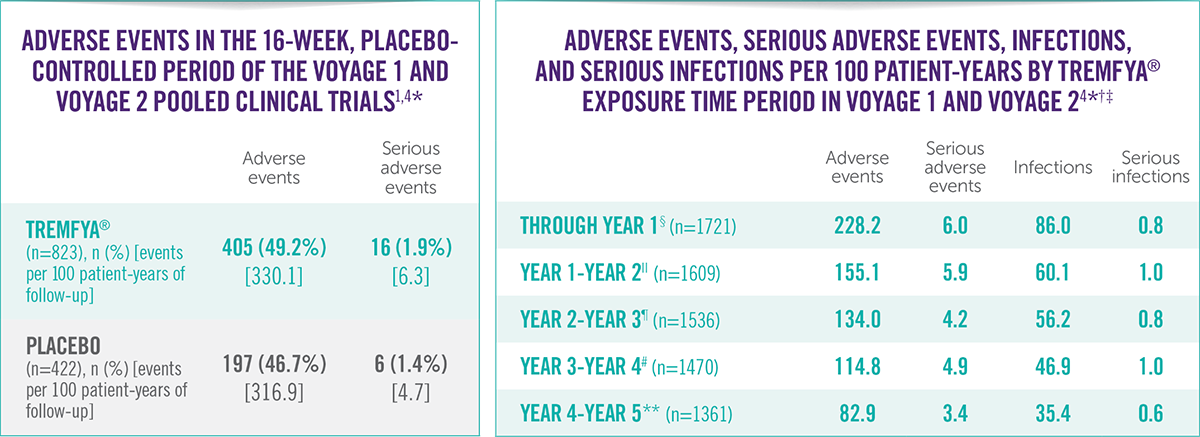 ADVERSE EVENTS IN THE 16-WEEK, PLACEBO-
CONTROLLED PERIOD OF THE VOYAGE 1 AND
VOYAGE 2 POOLED CLINICAL TRIALS1,4*
Adverse events
Serious adverse events
TREMFYA®
(n=823), n (%) [events
per 100 patient-years of
follow-up]
405 (49.2%)
[330.1]
16 (1.9%)
[6.3]
PLACEBO
(n=422), n (%) [events
per 100 patient-years of
follow-up]
197 (46.7%)
[316.9]
6 (1.4%)
[4.7]
ADVERSE EVENTS, SERIOUS ADVERSE EVENTS, INFECTIONS,
AND SERIOUS INFECTIONS PER 100 PATIENT-YEARS BY TREMFYA®
EXPOSURE TIME PERIOD IN VOYAGE 1 AND VOYAGE 24*†‡
Adverse events
Serious adverse events
Infections
Serious infections
THROUGH YEAR 1§ (n=1721) 228.2 6.0 86.0 0.8
YEAR 1-YEAR 2|| (n=1609) 155.1 5.9 60.1 1.0
YEAR 2-YEAR 3¶ (n=1536) 134.0 4.2 56.2 0.8
YEAR 3-YEAR 4# (n=1470) 114.8 4.9 46.9 1.0
YEAR 4-YEAR 5** (n=1361) 82.9 3.4 35.4 0.6